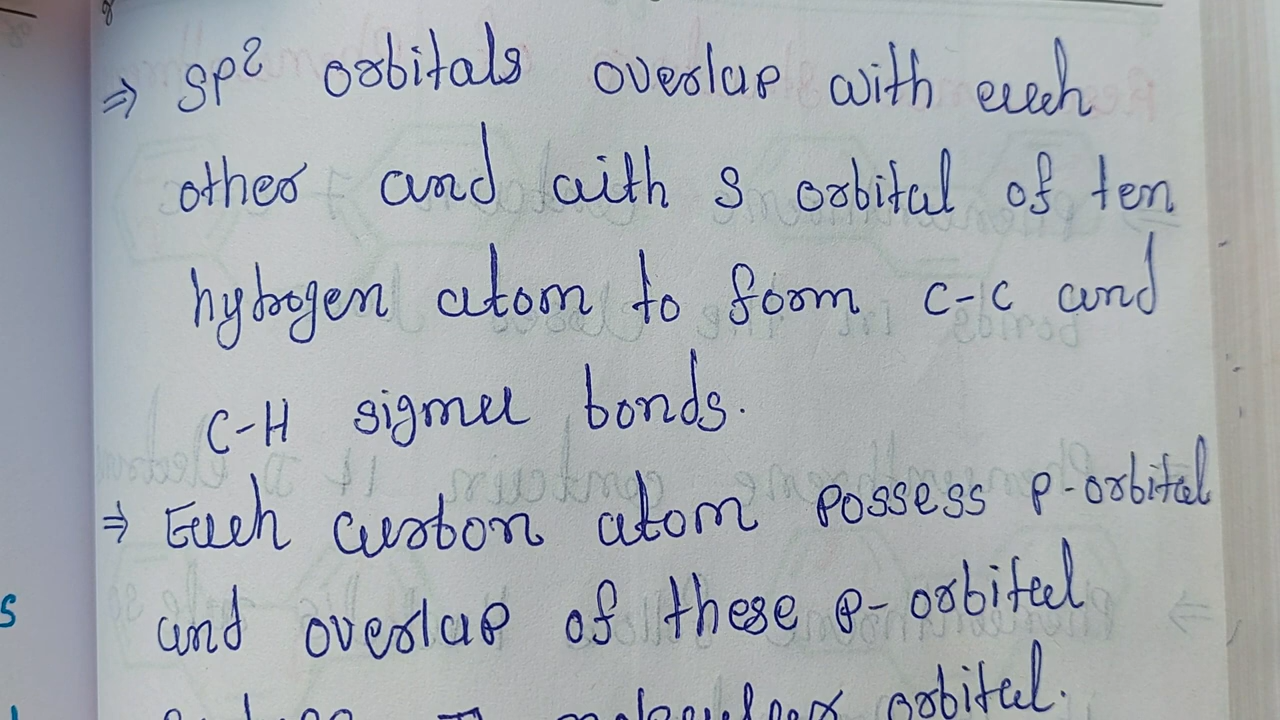 ⇒ SP2 orbitals overlap with each
other and with s orbital of ten
hydrogen atom to form C-C and
C-H sigma bonds.
⇒ Each carbon atom possess p-orbital
and overlap of these p-orbital
orbital.
s